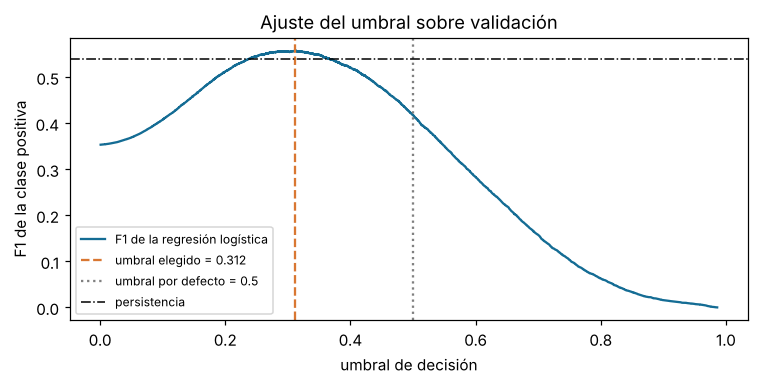 Ajuste del umbral sobre validación
F1 de la clase positiva
0.5
0.4
0.3
0.2
0.1
0.0
F1 de la regresión logística
umbral elegido = 0.312
umbral por defecto = 0.5
persistencia
0.0 0.2 0.4 0.6 0.8 1.0
umbral de decisión